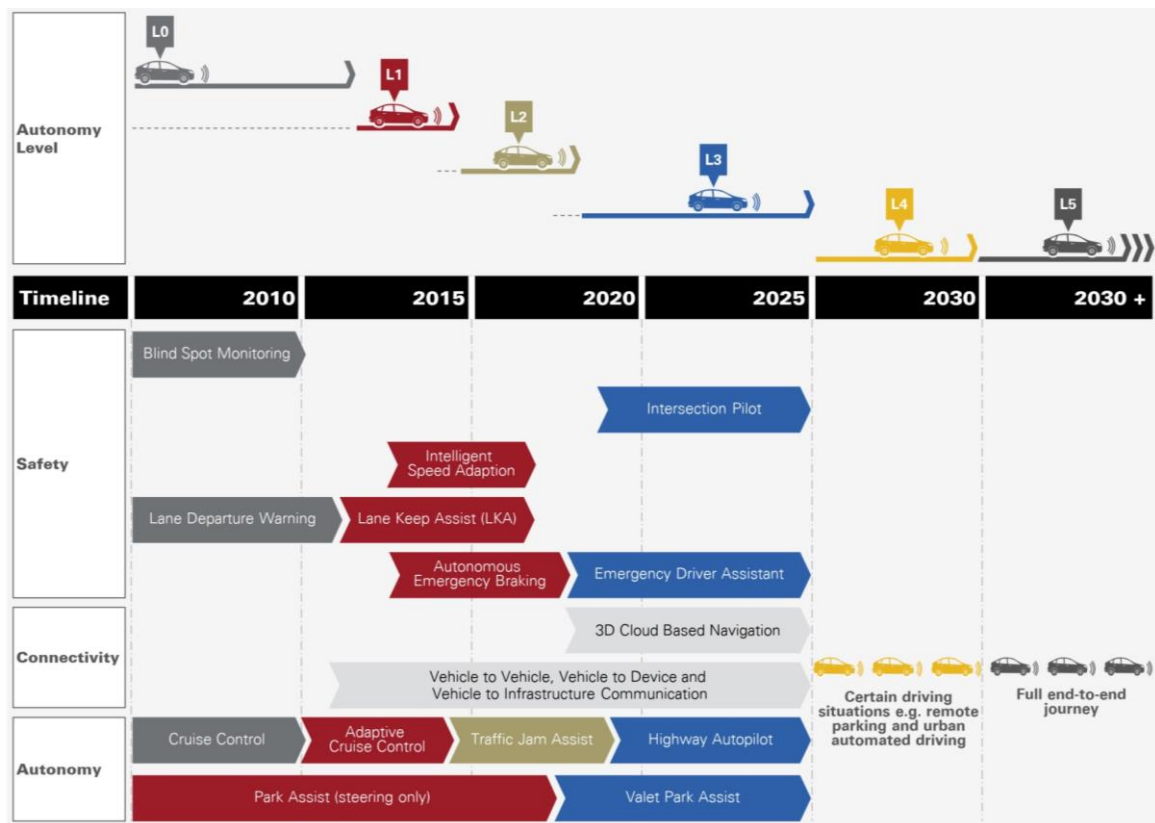 L0
L1
L2
L3
L4
L5
Autonomy
Level
Timeline
2010
2015
2020
2025
2030
2030 +
Safety
Blind Spot Monitoring
Intersection Pilot
Intelligent
Speed Adaption
Lane Departure Warning
Lane Keep Assist (LKA)
Autonomous
Emergency Braking
Emergency Driver Assistant
Connectivity
3D Cloud Based Navigation
Vehicle to Vehicle, Vehicle to Device and
Vehicle to Infrastructure Communication
Certain driving
situations e.g. remote
parking and urban
automated driving
Full end-to-end
journey
Autonomy
Cruise Control
Adaptive
Cruise Control
Traffic Jam Assist
Highway Autopilot
Park Assist (steering only)
Valet Park Assist